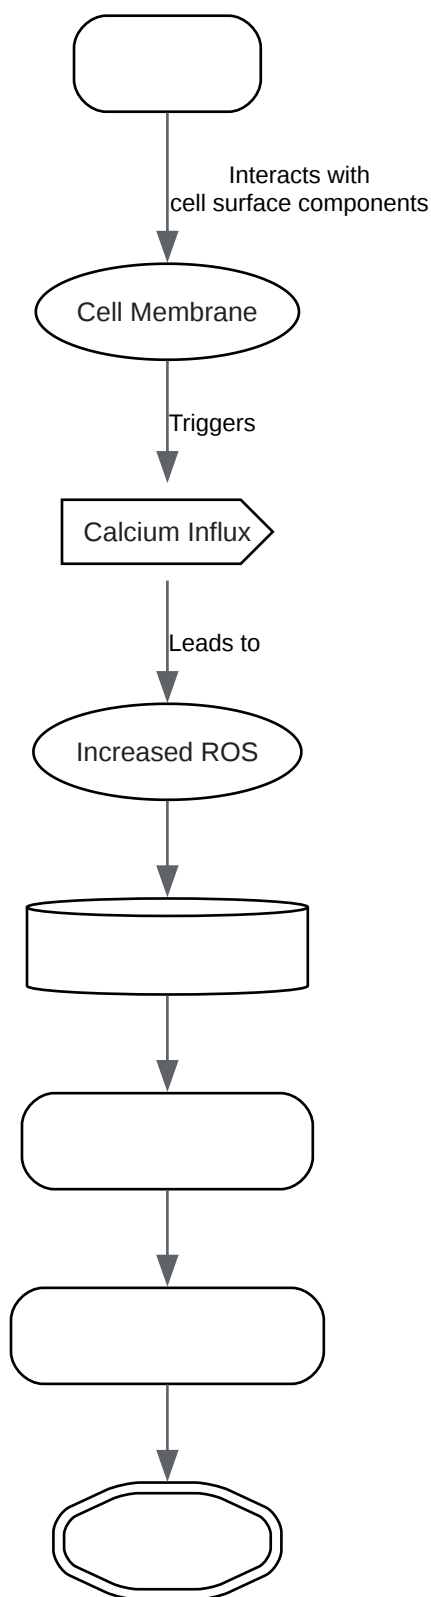 Interacts with
cell surface components
Cell Membrane
Triggers
Calcium Influx
Leads to
Increased ROS